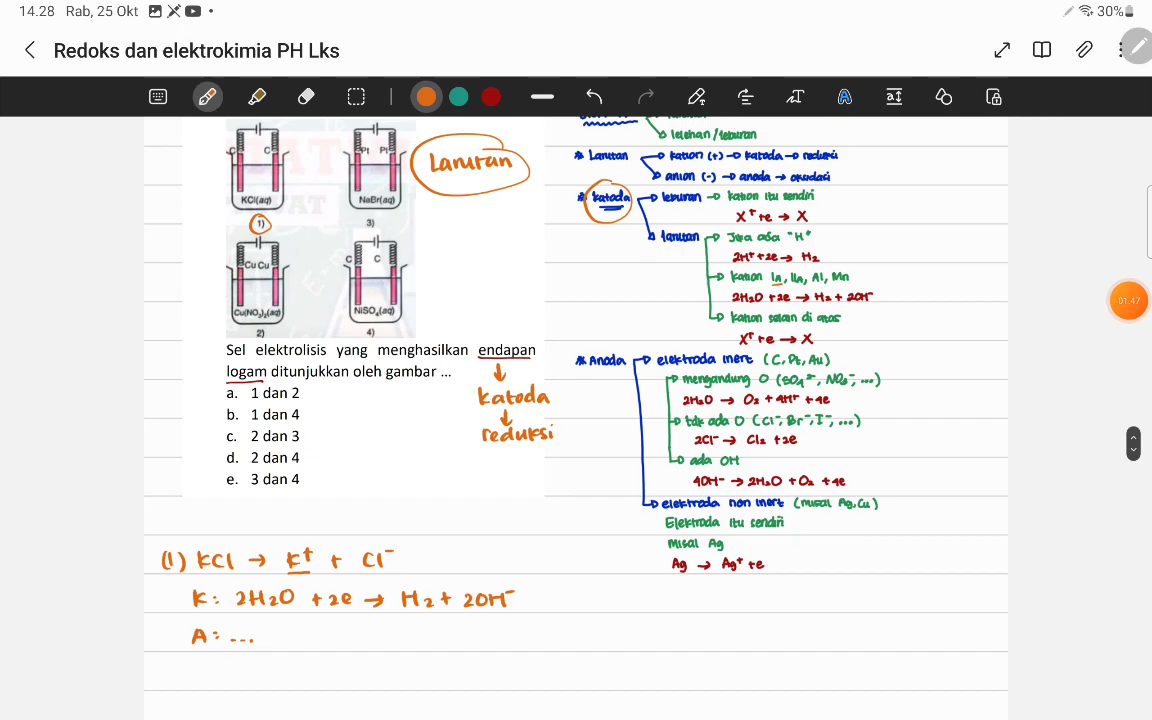 14.28 Rab, 25 Okt
30%
Redoks dan elektrokimia PH Lks
01.47
C C
Pt Pt
KCl(aq)
NaBr(aq)
1)
3)
Cu Cu
C C
Cu(NO3)2(aq)
NiSO4(aq)
2)
4)
Larutan
Sel elektrolisis yang menghasilkan endapan
logam ditunjukkan oleh gambar ...
a. 1 dan 2
b. 1 dan 4
c. 2 dan 3
d. 2 dan 4
e. 3 dan 4
katoda
reduksi
(1) KCl → K⁺ + Cl⁻
K: 2H₂O + 2e → H₂ + 2OH⁻
A: ...
lelehan/leburan
* Larutan → kation (+) → katoda → reduksi
→ anion (-) → anoda → oksidasi
* katoda → leburan → kation itu sendiri
X⁺ + e → X
→ larutan → Jika ada "H"
2H⁺ + 2e → H₂
→ kation IA, IIA, Al, Mn
2H₂O + 2e → H₂ + 2OH⁻
→ kation selain di atas
X⁺ + e → X
* Anoda → elektroda inert (C, Pt, Au)
→ mengandung O (SO₄²⁻, NO₃⁻, ...)
2H₂O → O₂ + 4H⁺ + 4e
→ tak ada O (Cl⁻, Br⁻, I⁻, ...)
2Cl⁻ → Cl₂ + 2e
→ ada OH
4OH⁻ → 2H₂O + O₂ + 4e
→ elektroda non inert (misal Ag, Cu)
Elektroda itu sendiri
Misal Ag
Ag → Ag⁺ + e